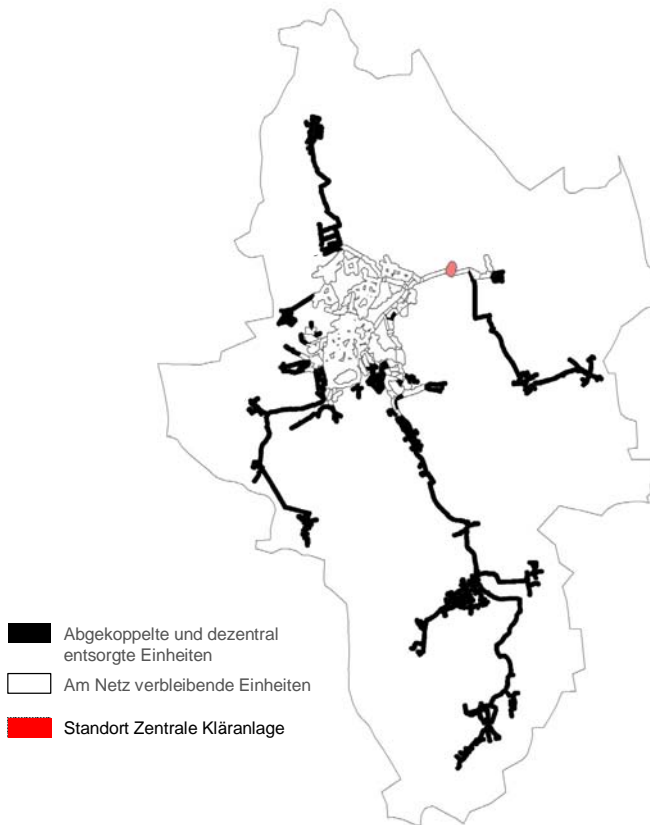 Abgekoppelte und dezentral
entsorgte Einheiten
Am Netz verbleibende Einheiten
Standort Zentrale Kläranlage